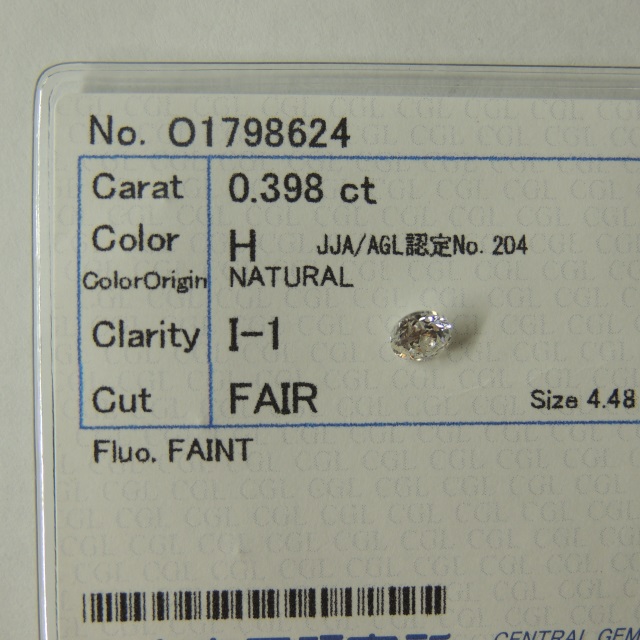 No. O1798624
Carat 0.398 ct
Color H JJA/AGL認定No. 204
ColorOrigin NATURAL
Clarity I-1
Cut FAIR Size 4.48
Fluo. FAINT
CENTRAL GEM